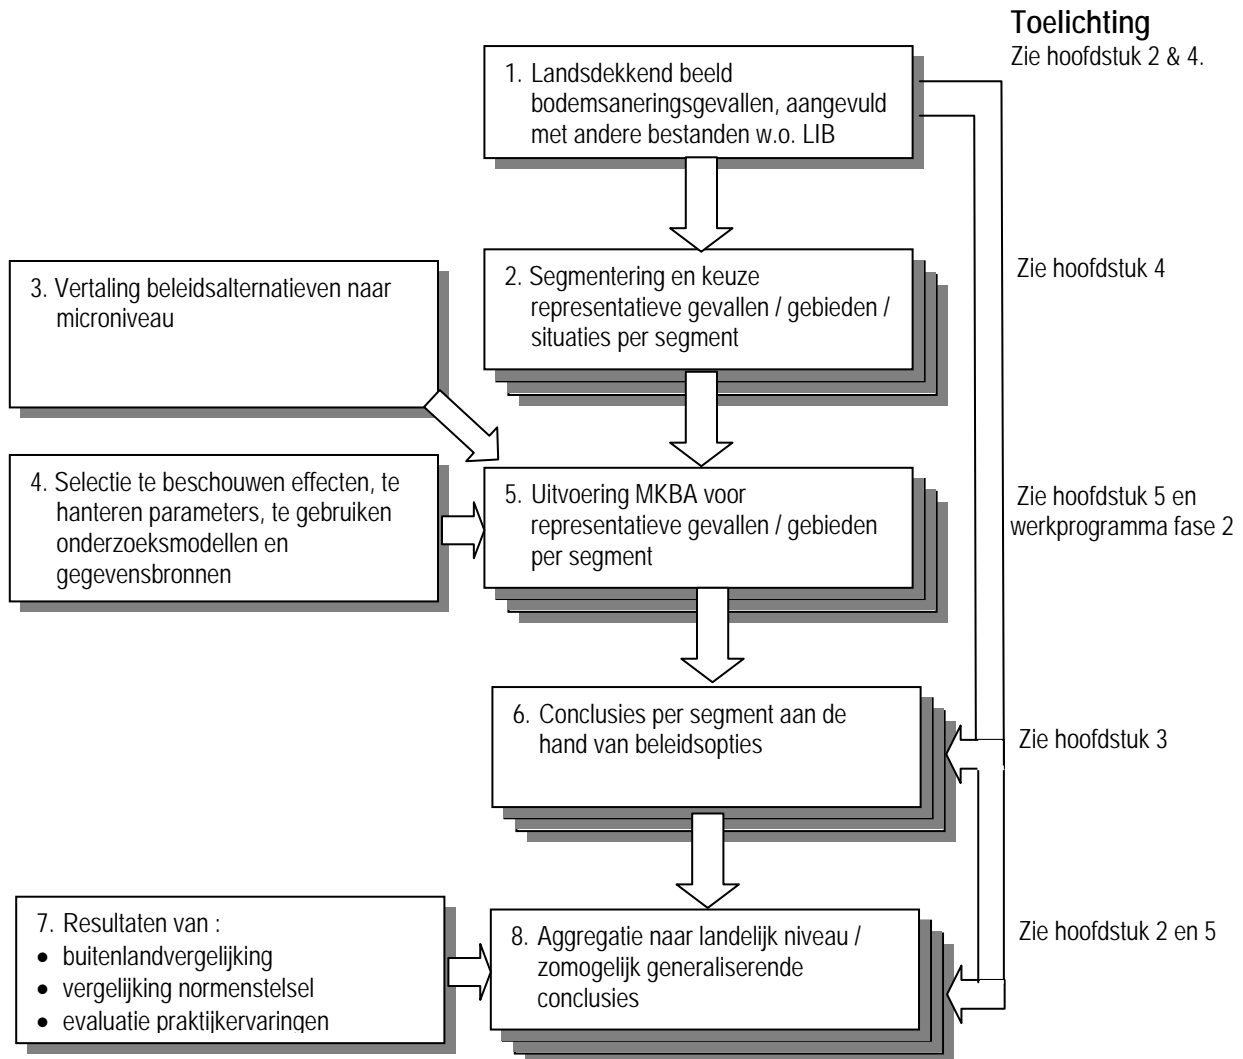 Toelichting
Zie hoofdstuk 2 & 4.
1. Landsdekkend beeld
bodemsaneringsgevallen, aangevuld
met andere bestanden w.o. LIB
Zie hoofdstuk 4
2. Segmentering en keuze
representatieve gevallen / gebieden /
situaties per segment
3. Vertaling beleidsalternatieven naar
microniveau
4. Selectie te beschouwen effecten, te
hanteren parameters, te gebruiken
onderzoeksmodellen en
gegevensbronnen
5. Uitvoering MKBA voor
representatieve gevallen / gebieden
per segment
Zie hoofdstuk 5 en
werkprogramma fase 2
6. Conclusies per segment aan de
hand van beleidsopties
Zie hoofdstuk 3
7. Resultaten van :
• buitenlandvergelijking
• vergelijking normenstelsel
• evaluatie praktijkervaringen
8. Aggregatie naar landelijk niveau /
zomogelijk generaliserende
conclusies
Zie hoofdstuk 2 en 5